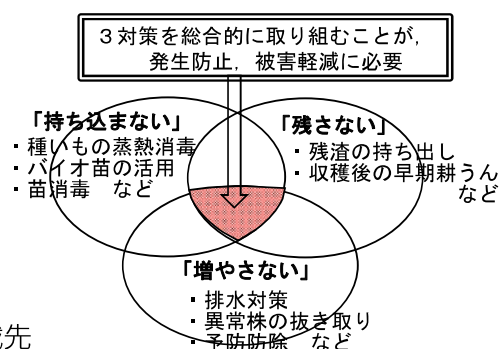 3対策を総合的に取り組むことが，
発生防止，被害軽減に必要
「持ち込まない」
・種いもの蒸熱消毒
・バイオ苗の活用
・苗消毒　など
「残さない」
・残渣の持ち出し
・収穫後の早期耕うん
など
「増やさない」
・排水対策
・異常株の抜き取り
・予防防除　など
先